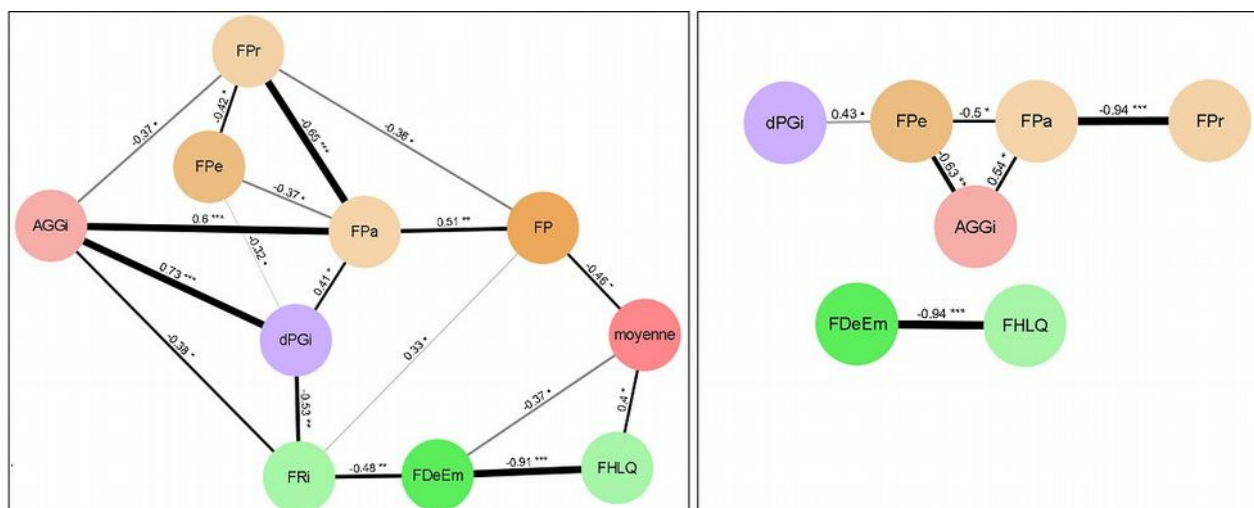 FPr
-0.42 *
-0.37 •
-0.65 ***
-0.36 •
FPe
-0.37 •
AGGi
0.6 ***
FPa
0.51 **
FP
-0.32 •
0.73 ***
0.41 *
-0.46 *
dPGi
moyenne
-0.38 *
0.33 •
-0.53 **
-0.37 •
0.4 *
FRi
-0.48 **
FDeEm
-0.91 ***
FHLQ
dPGi
0.43 •
FPe
-0.5 *
FPa
-0.94 ***
FPr
-0.63 **
0.54 *
AGGi
FDeEm
-0.94 ***
FHLQ